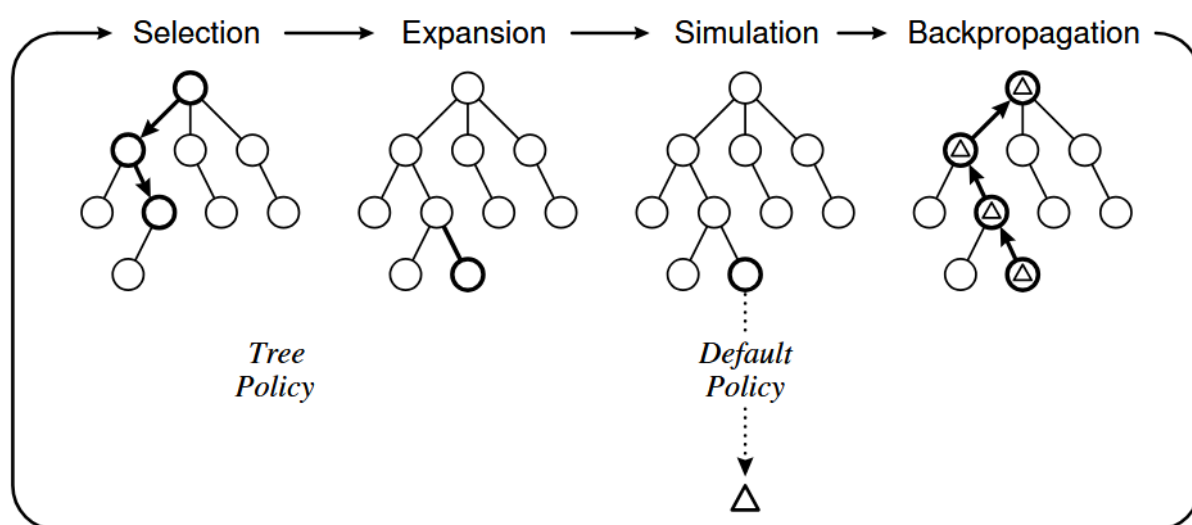 Selection Expansion Simulation Backpropagation
Tree
Policy
Default
Policy